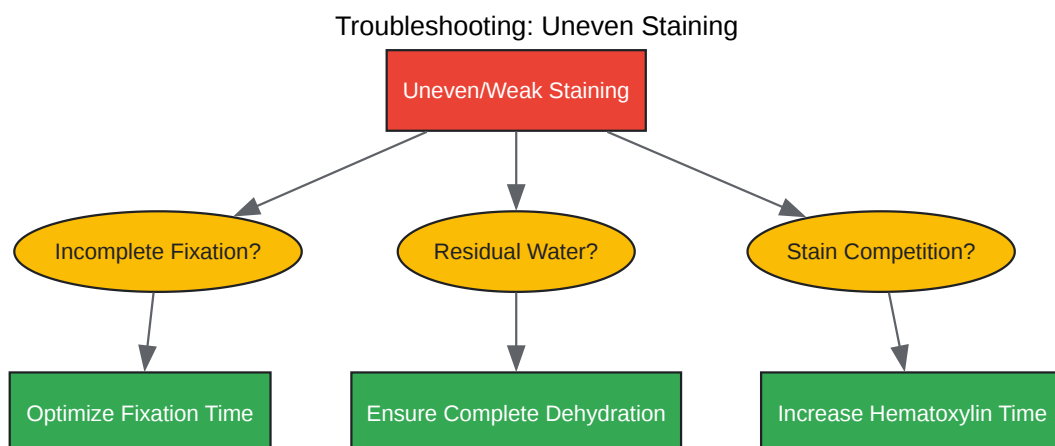 Troubleshooting: Uneven Staining
Uneven/Weak Staining
Incomplete Fixation?
Residual Water?
Stain Competition?
Optimize Fixation Time
Ensure Complete Dehydration
Increase Hematoxylin Time